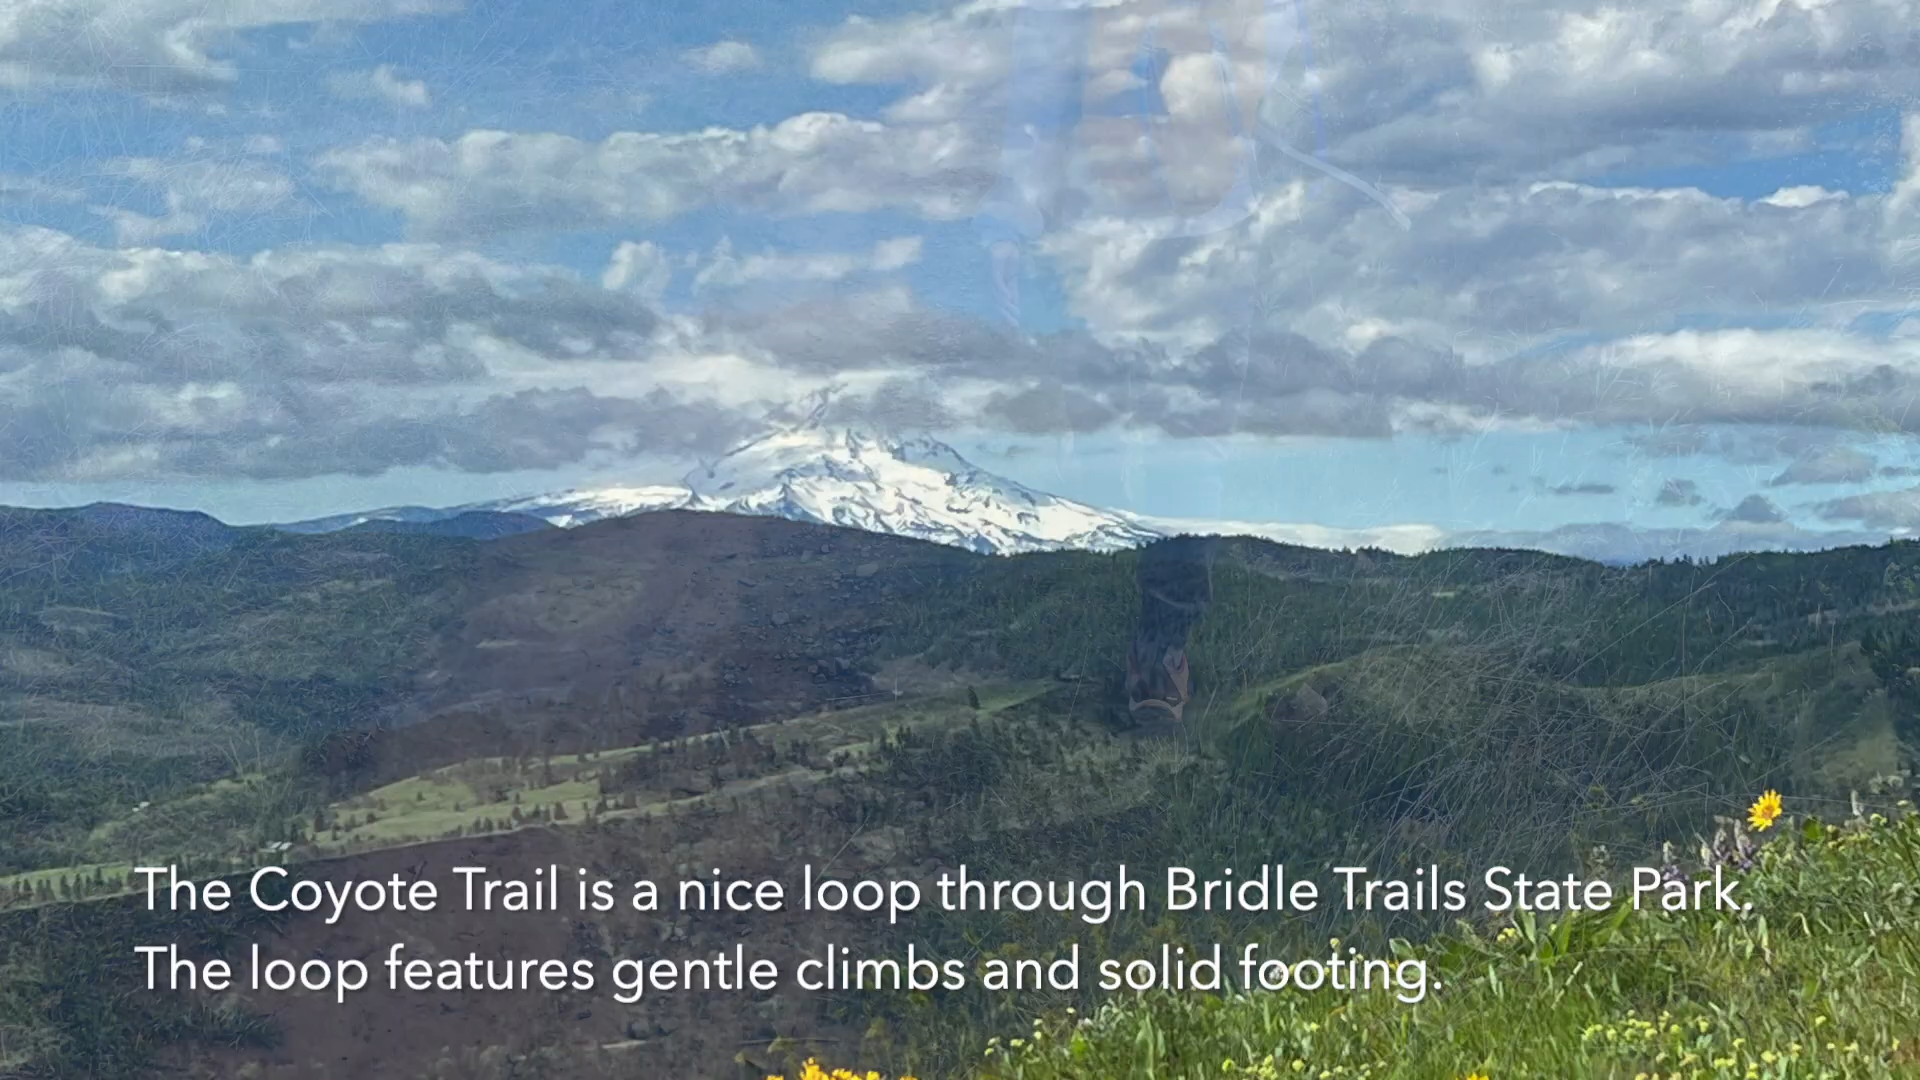 The Coyote Trail is a nice loop through Bridle Trails State Park.
The loop features gentle climbs and solid footing.